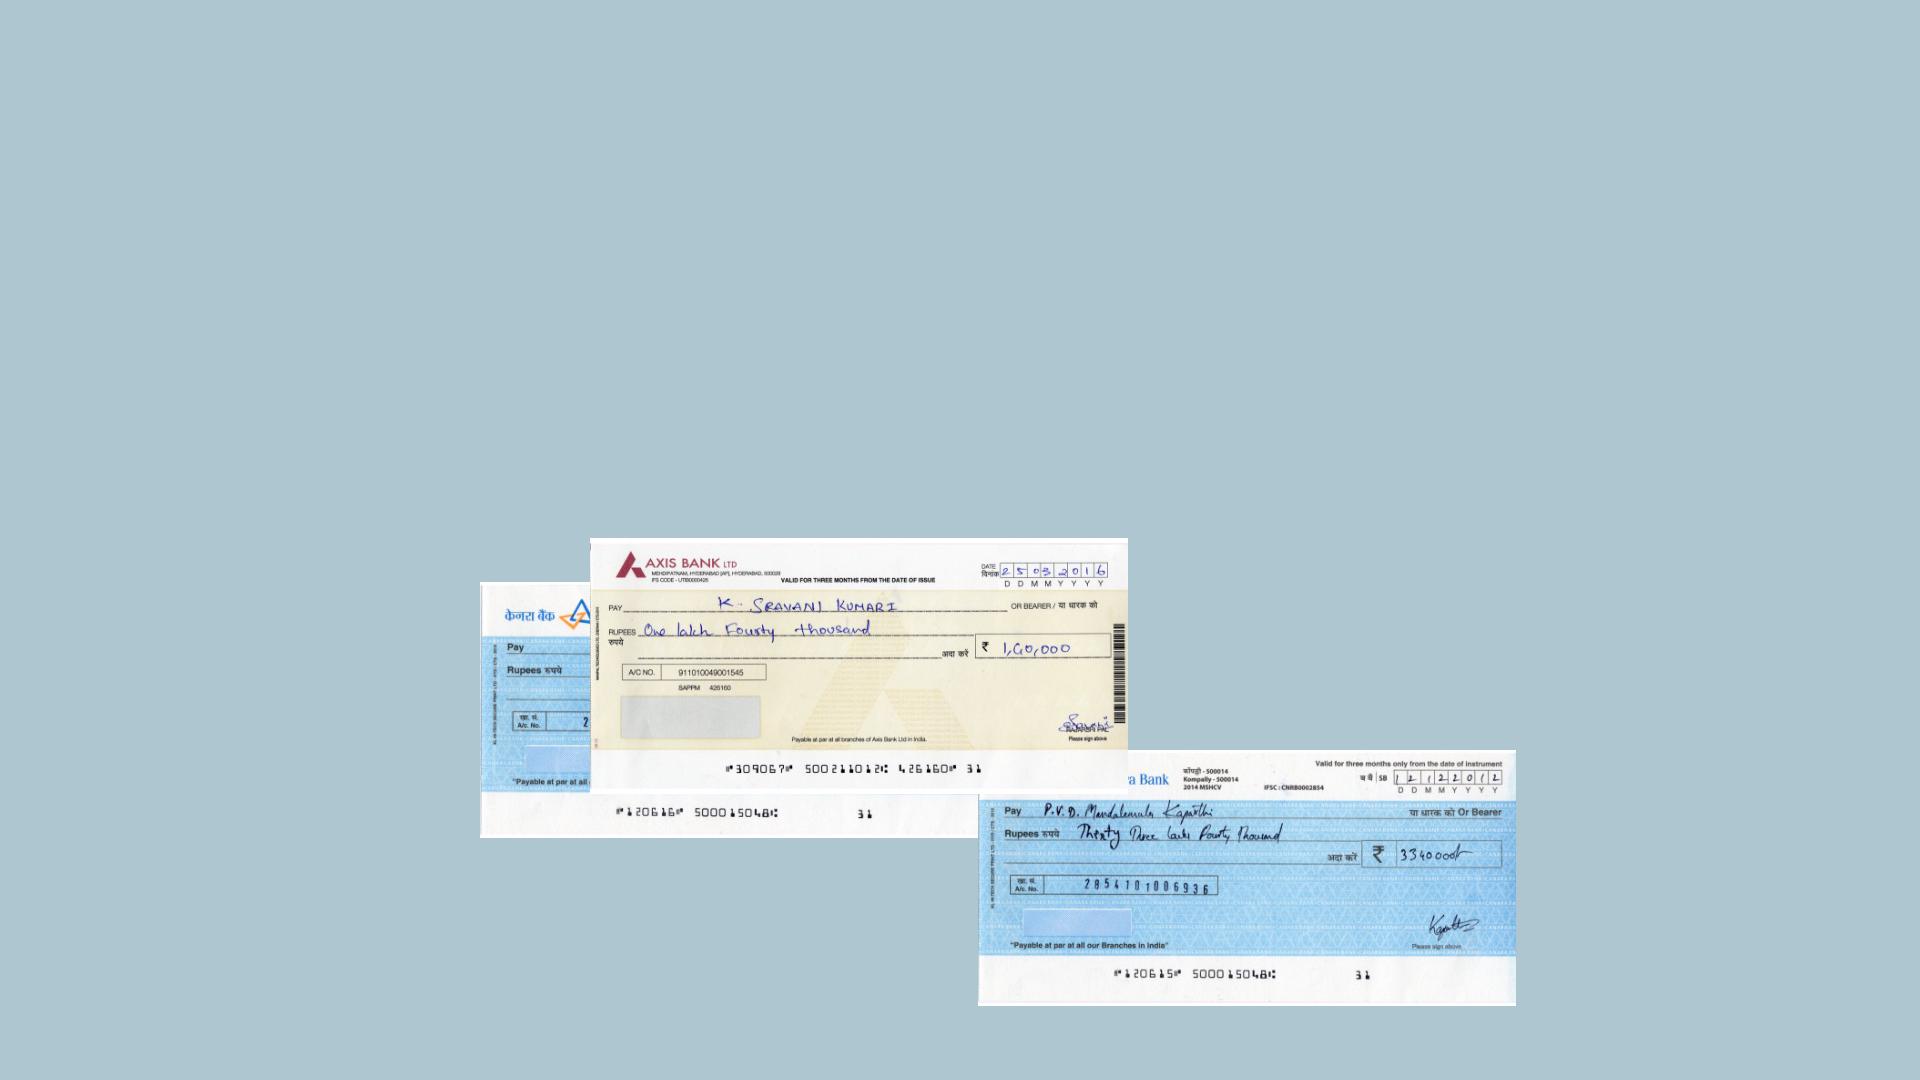 AXIS BANK LTD
MEHDIPATNAM, HYDERABAD [AP], HYDERABAD, 500028
IFS CODE - UTIB0000426
VALID FOR THREE MONTHS FROM THE DATE OF ISSUE
DATE दिनांक 25032016
D D M M Y Y Y Y
PAY K. SRAVANI KUMARI OR BEARER / या धारक को
RUPEES रुपये One lakh Fourty thousand
अदा करें ₹ 1,40,000
A/C NO. 911010049001545
SAPPM 426160
Payable at par at all branches of Axis Bank Ltd in India.
Sravani
Please sign above
⑈309067⑈ 500211012⑆ 426160⑈ 31
केनरा बैंक
Pay
Rupees रुपये
खा. सं.
A/c. No. 2
"Payable at par at all
⑈120616⑈ 500015048⑆ 31
a Bank
कोंपल्ली - 500014
Kompally - 500014
2014 MSHCV
IFSC : CNRB0002854
Valid for three months only from the date of instrument
ब बैं SB 12122012
D D M M Y Y Y Y
Pay P.V.D. Mandalemula Kaparthi या धारक को Or Bearer
Rupees रुपये Therty Three lacks Pourty Thousand
अदा करें ₹ 3340000/-
खा. सं.
A/c. No. 2854101006936
"Payable at par at all our Branches in India"
Please sign above
⑈120615⑈ 500015048⑆ 31